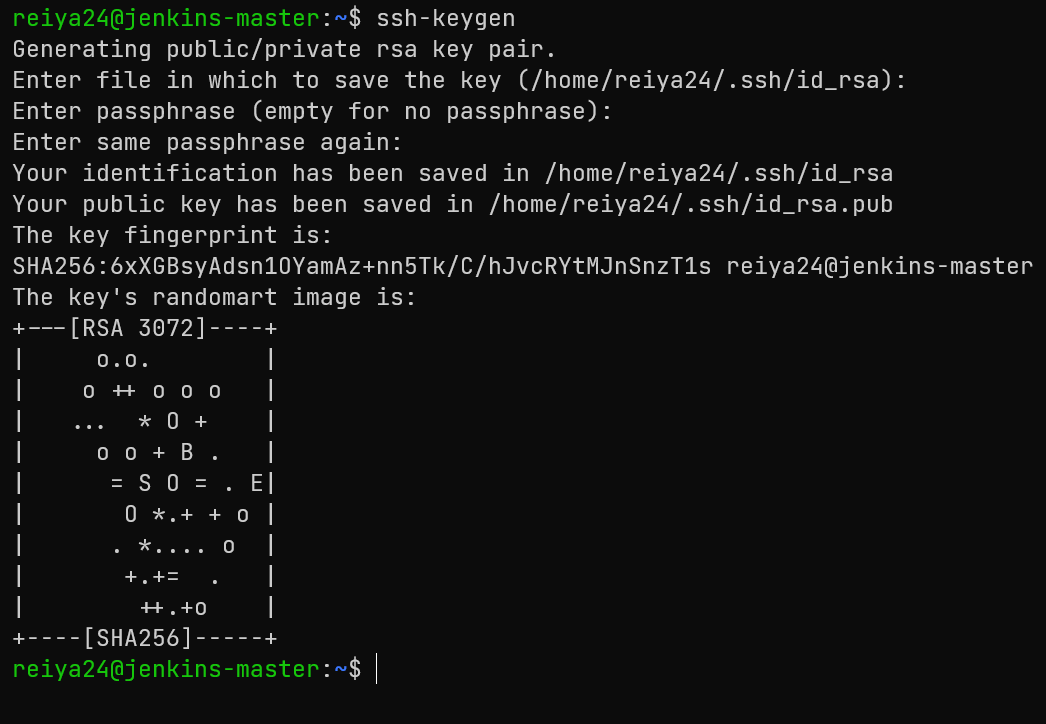 reiya24@jenkins-master:~$ ssh-keygen
Generating public/private rsa key pair.
Enter file in which to save the key (/home/reiya24/.ssh/id_rsa):
Enter passphrase (empty for no passphrase):
Enter same passphrase again:
Your identification has been saved in /home/reiya24/.ssh/id_rsa
Your public key has been saved in /home/reiya24/.ssh/id_rsa.pub
The key fingerprint is:
SHA256:6xXGBsyAdsn1OYamAz+nn5Tk/C/hJvcRYtMJnSnzT1s reiya24@jenkins-master
The key's randomart image is:
+---[RSA 3072]----+
|     o.o.        |
|    o ++ o o o   |
|   ...  * O +    |
|     o o + B .   |
|      = S O = . E|
|       O *.+ + o |
|      . *.... o  |
|       +.+=  .   |
|        ++.+o    |
+----[SHA256]-----+
reiya24@jenkins-master:~$